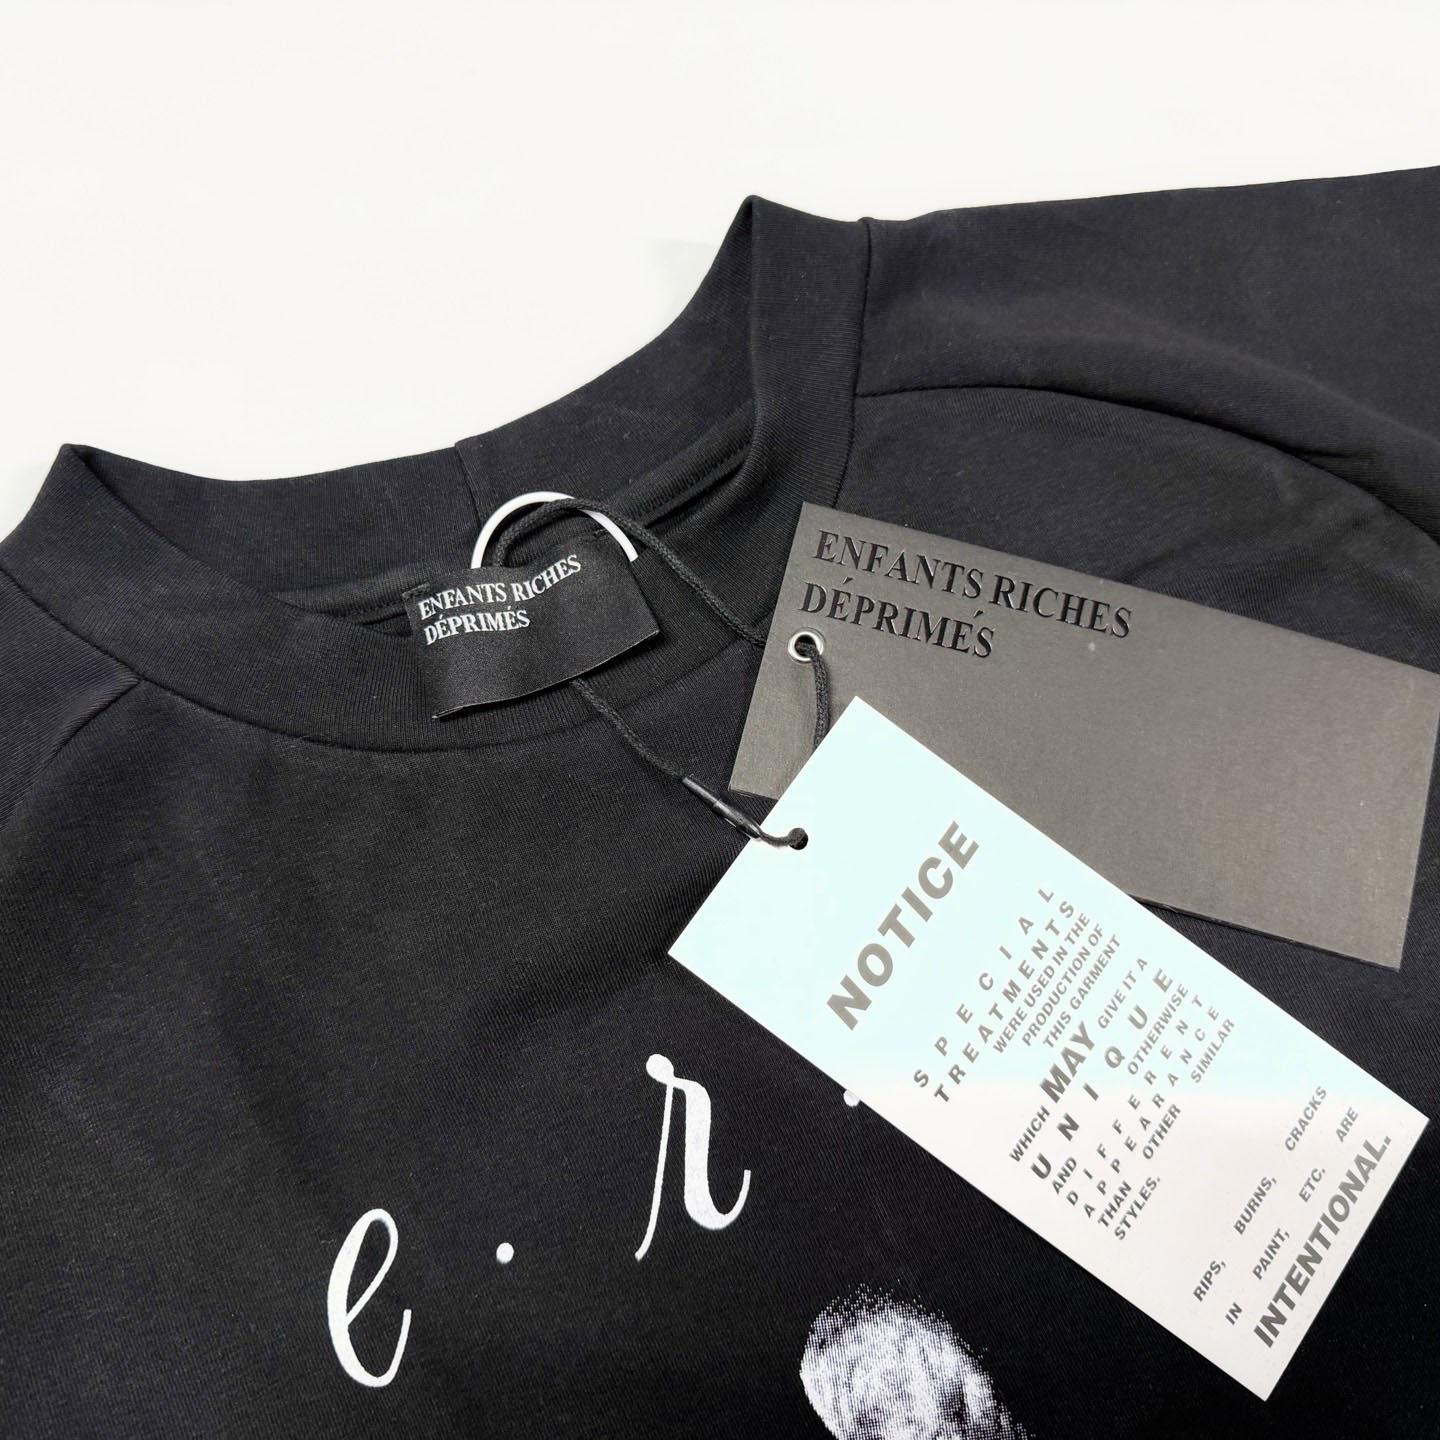 ENFANTS RICHES
DÉPRIMÉS
ENFANTS RICHES
DÉPRIMÉS
NOTICE
SPECIAL
TREATMENTS
WERE USED IN THE
PRODUCTION OF
THIS GARMENT
WHICH MAY GIVE IT A
UNIQUE
AND OTHERWISE
DIFFERENT
APPEARANCE
THAN OTHER SIMILAR
STYLES.
RIPS, BURNS, CRACKS
IN PAINT, ETC. ARE
INTENTIONAL.
e. r.